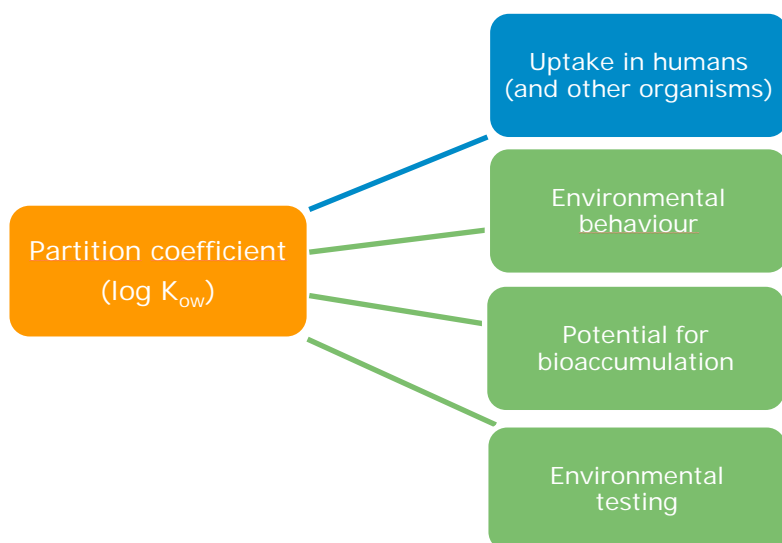 Uptake in humans
(and other organisms)
Environmental
behaviour
Partition coefficient
(log Kow)
Potential for
bioaccumulation
Environmental
testing